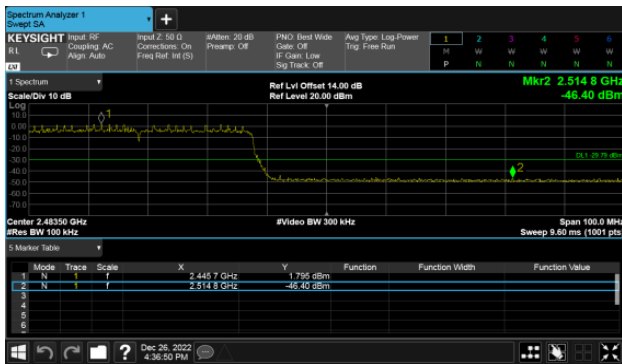 Spectrum Analyzer 1
Swept SA
KEYSIGHT Input: RF Input Z: 50 Ω #Atten: 20 dB PNO: Best Wide Avg Type: Log-Power 1 2 3 4 5 6
RL Coupling: AC Corrections: On Preamp: Off Gate: Off Trig: Free Run M W W W W W
Align: Auto Freq Ref: Int (S) IF Gain: Low P N N N N N
Sig Track: Off
LXI
1 Spectrum Ref Lvl Offset 14.00 dB Mkr2 2.514 8 GHz
Scale/Div 10 dB Ref Level 20.00 dBm -46.40 dBm
Log
10.0 1
0.00
-10.0
-20.0
-30.0 DL1 -29.79 dBm
-40.0 2
-50.0
-60.0
-70.0
Center 2.48350 GHz #Video BW 300 kHz Span 100.0 MHz
#Res BW 100 kHz Sweep 9.60 ms (1001 pts
5 Marker Table
Mode Trace Scale X Y Function Function Width Function Value
1 N 1 f 2.445 7 GHz 1.795 dBm
2 N 1 f 2.514 8 GHz -46.40 dBm
3
4
5
6
? Dec 26, 2022
4:36:50 PM